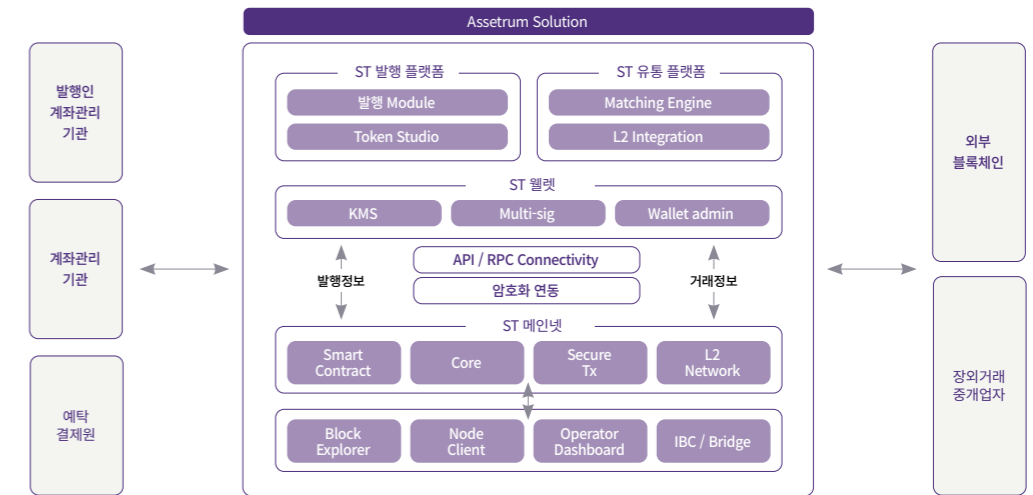 Assetrum Solution
발행인
계좌관리
기관
계좌관리
기관
예탁
결제원
ST 발행 플랫폼
발행 Module
Token Studio
ST 유통 플랫폼
Matching Engine
L2 Integration
ST 웰렛
KMS
Multi-sig
Wallet admin
발행정보
API / RPC Connectivity
암호화 연동
거래정보
ST 메인넷
Smart
Contract
Core
Secure
Tx
L2
Network
Block
Explorer
Node
Client
Operator
Dashboard
IBC / Bridge
외부
블록체인
장외거래
중개업자